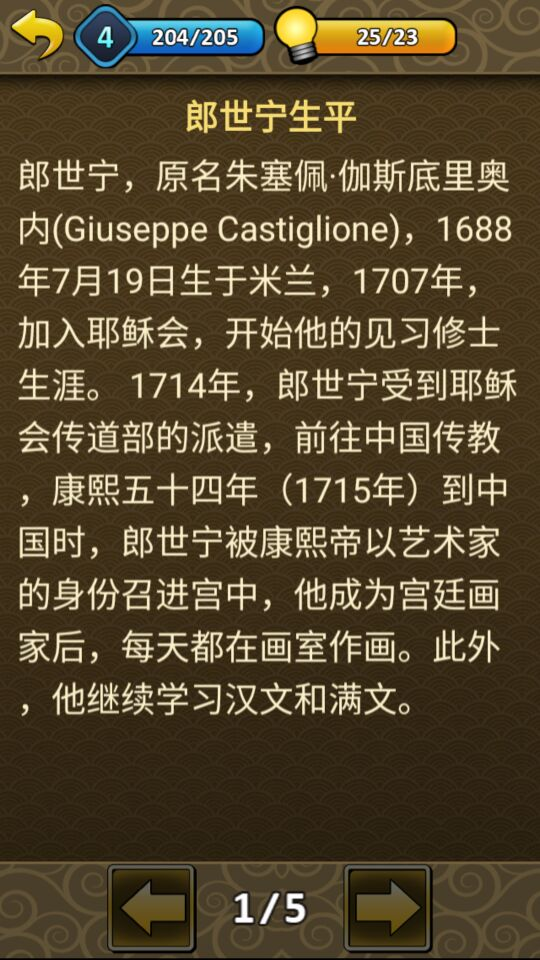 4 204/205 25/23
郎世宁生平
郎世宁，原名朱塞佩·伽斯底里奥
内(Giuseppe Castiglione)，1688
年7月19日生于米兰，1707年，
加入耶稣会，开始他的见习修士
生涯。 1714年，郎世宁受到耶稣
会传道部的派遣，前往中国传教
，康熙五十四年（1715年）到中
国时，郎世宁被康熙帝以艺术家
的身份召进宫中，他成为宫廷画
家后，每天都在画室作画。此外
，他继续学习汉文和满文。
1/5